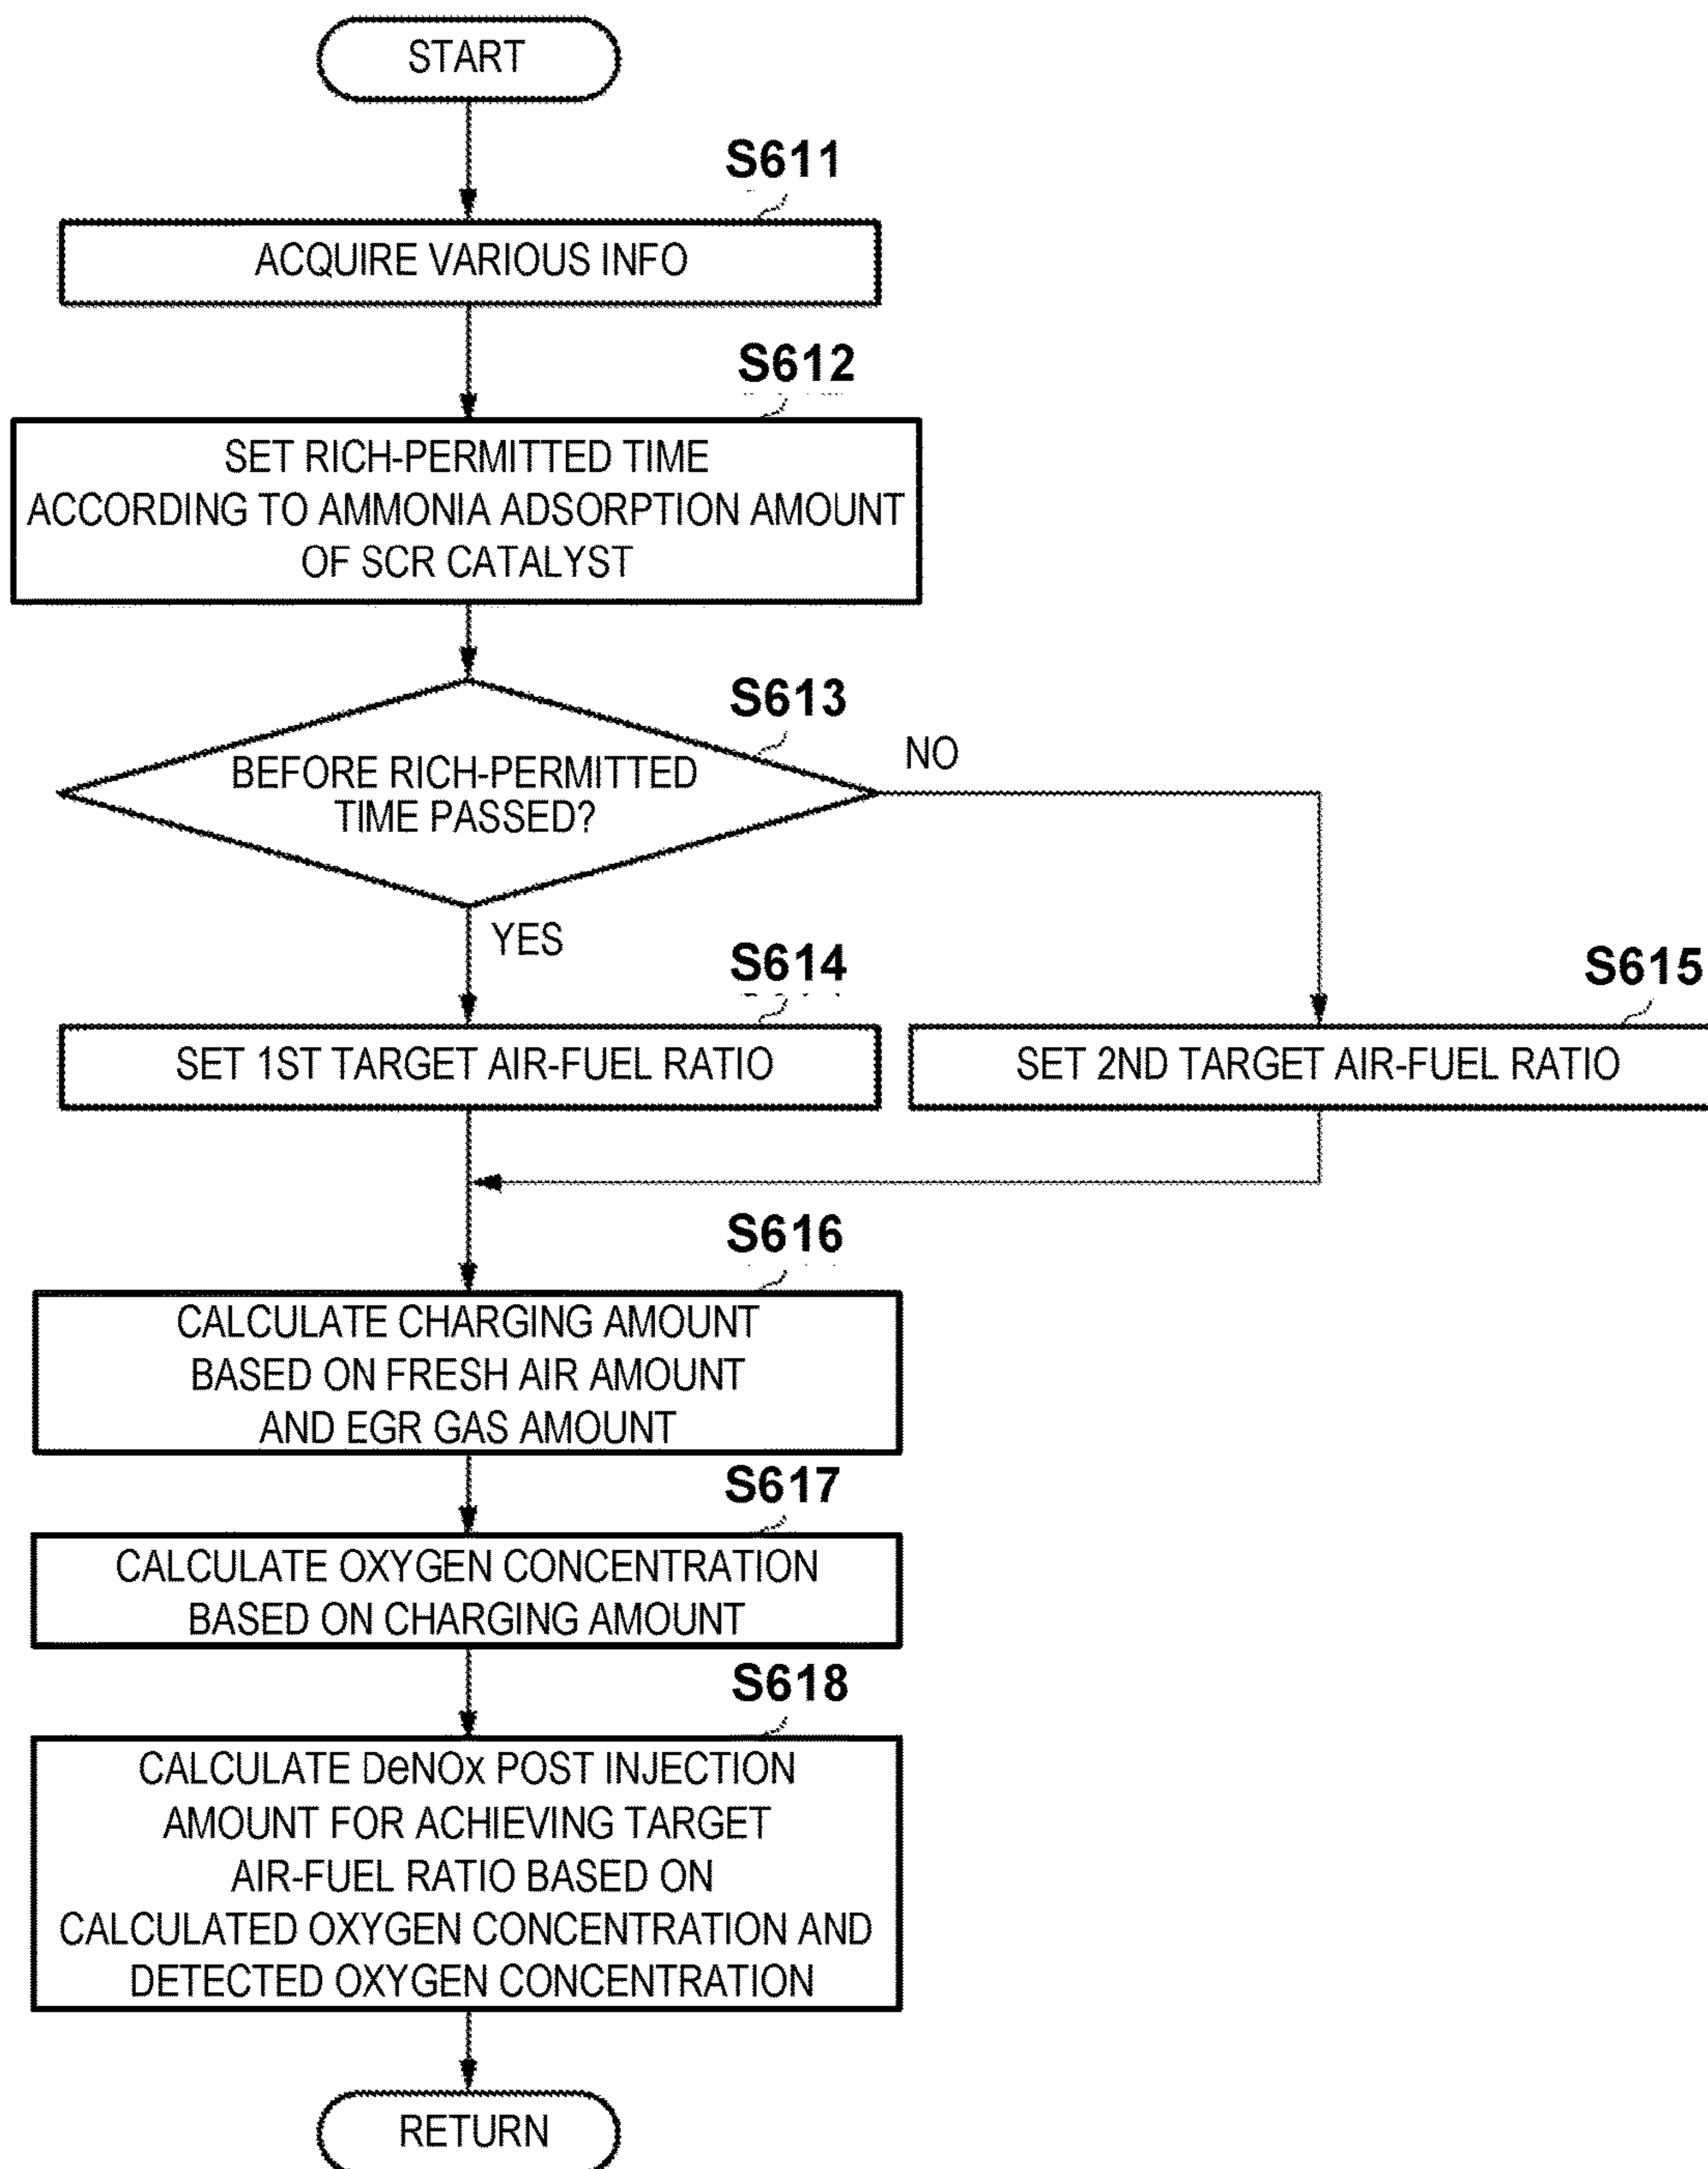 START
S611
ACQUIRE VARIOUS INFO
S612
SET RICH-PERMITTED TIME
ACCORDING TO AMMONIA ADSORPTION AMOUNT
OF SCR CATALYST
S613
BEFORE RICH-PERMITTED
TIME PASSED?
NO
YES
S614
SET 1ST TARGET AIR-FUEL RATIO
S615
SET 2ND TARGET AIR-FUEL RATIO
S616
CALCULATE CHARGING AMOUNT
BASED ON FRESH AIR AMOUNT
AND EGR GAS AMOUNT
S617
CALCULATE OXYGEN CONCENTRATION
BASED ON CHARGING AMOUNT
S618
CALCULATE DeNOx POST INJECTION
AMOUNT FOR ACHIEVING TARGET
AIR-FUEL RATIO BASED ON
CALCULATED OXYGEN CONCENTRATION AND
DETECTED OXYGEN CONCENTRATION
RETURN